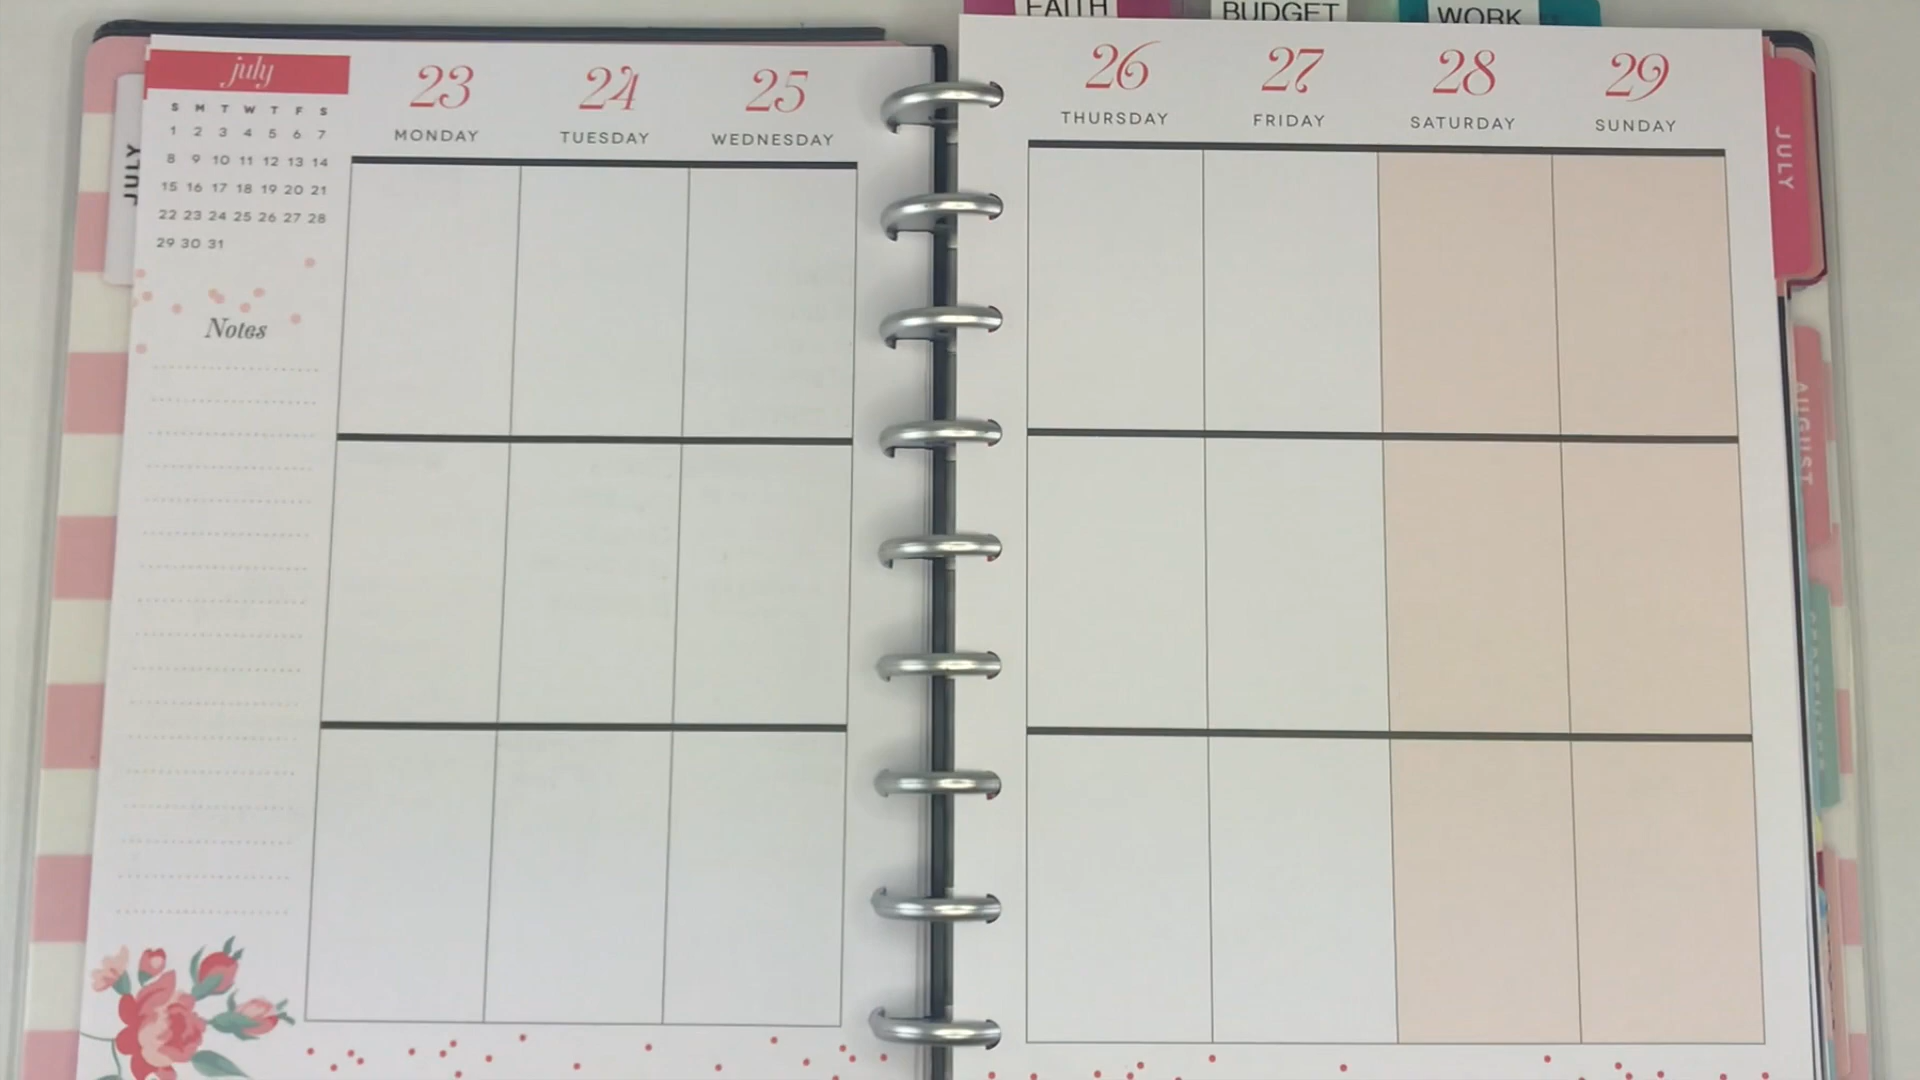 FAITH
BUDGET
WORK
july
S M T W T F S
1 2 3 4 5 6 7
8 9 10 11 12 13 14
15 16 17 18 19 20 21
22 23 24 25 26 27 28
29 30 31
Notes
JULY
23
MONDAY
24
TUESDAY
25
WEDNESDAY
26
THURSDAY
27
FRIDAY
28
SATURDAY
29
SUNDAY
JULY
AUGUST